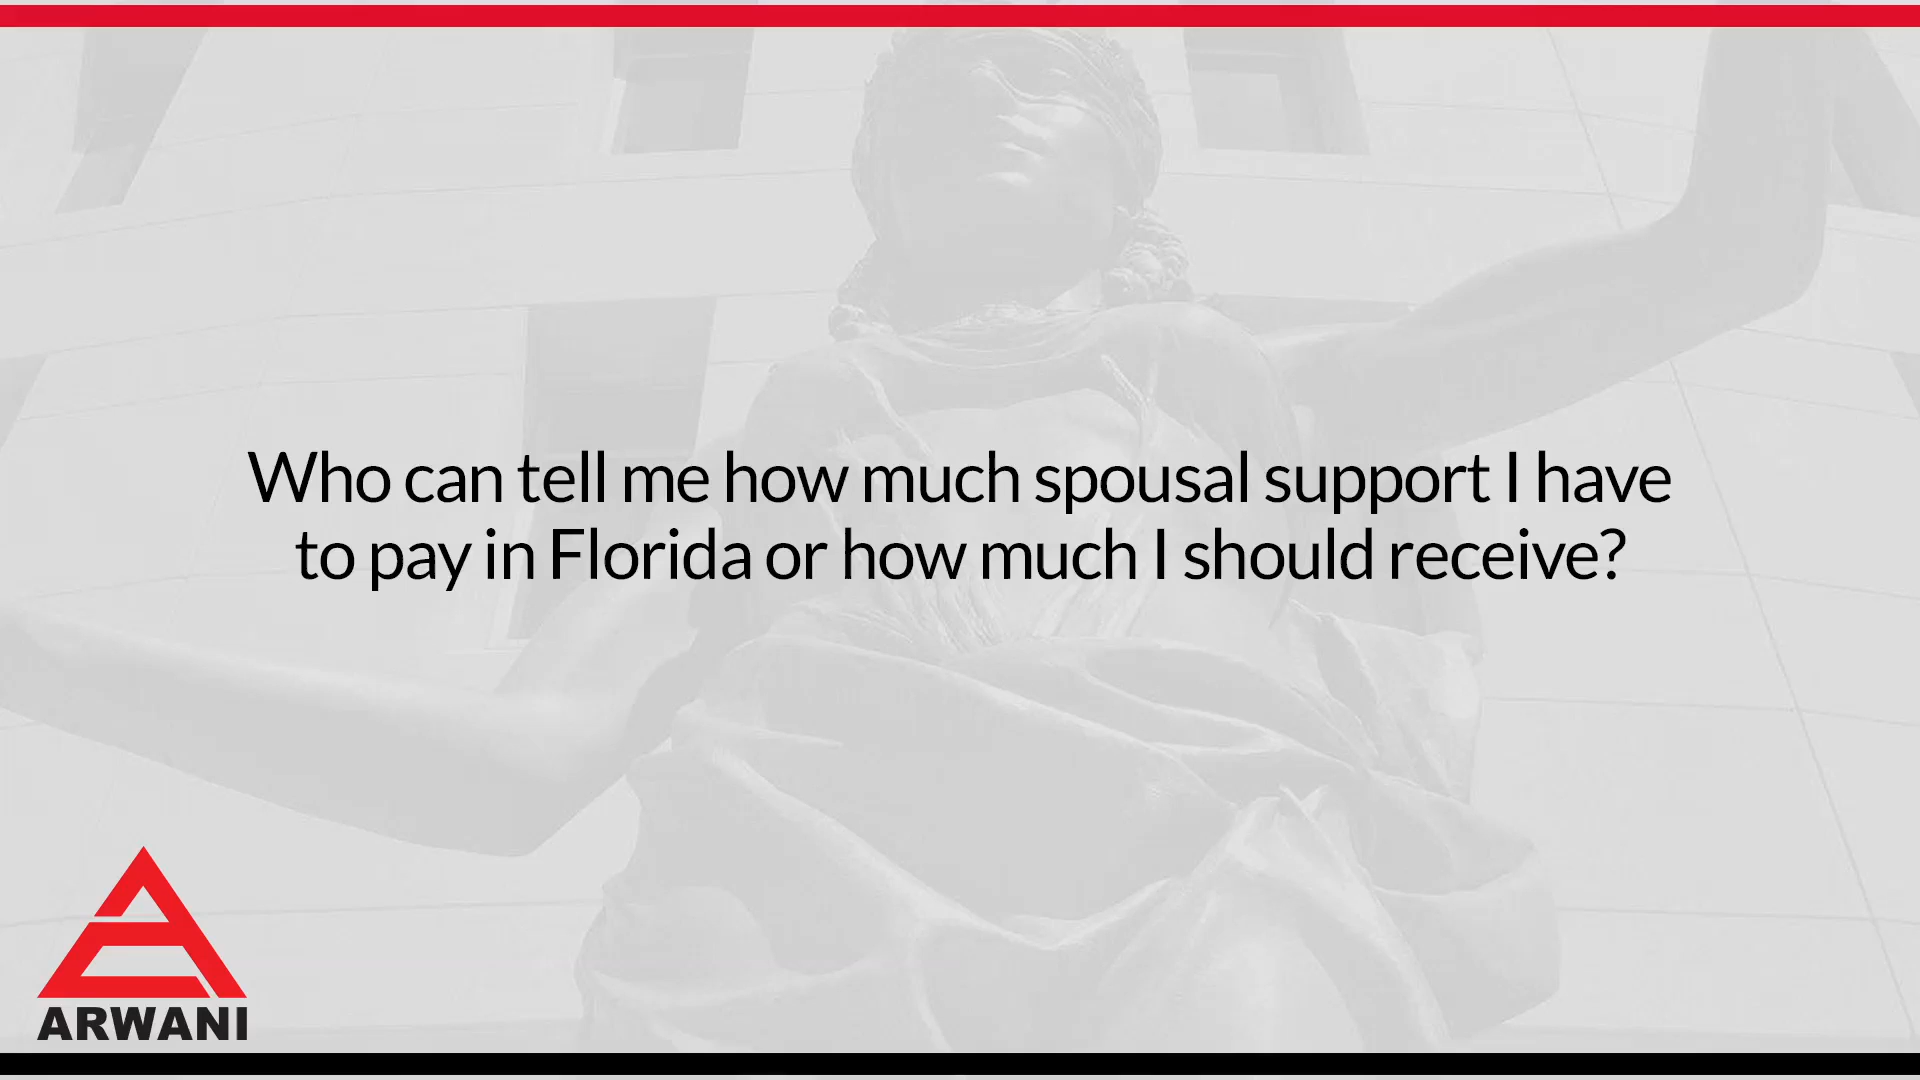 Who can tell me how much spousal support I have
to pay in Florida or how much I should receive?
ARWANI